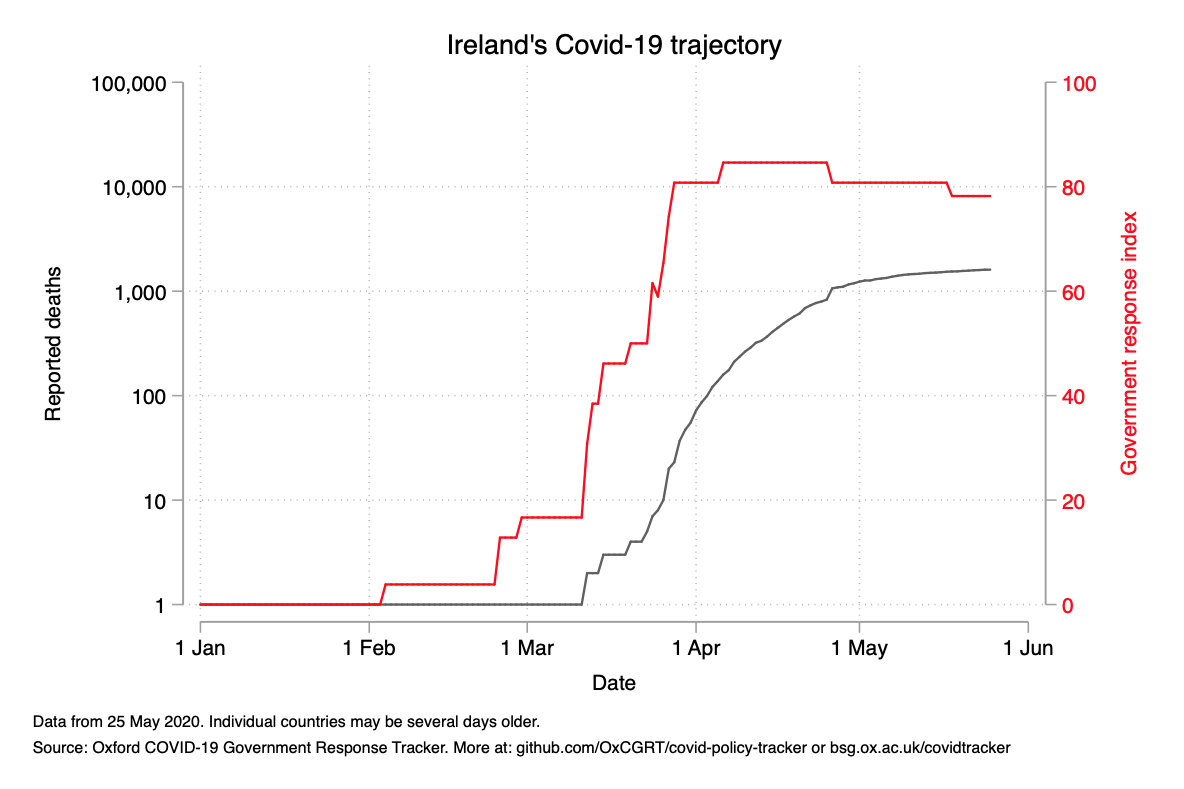 Ireland's Covid-19 trajectory
100,000
10,000
1,000
100
10
1
Reported deaths
100
80
60
40
20
0
Government response index
1 Jan
1 Feb
1 Mar
1 Apr
1 May
1 Jun
Date
Data from 25 May 2020. Individual countries may be several days older.
Source: Oxford COVID-19 Government Response Tracker. More at: github.com/OxCGRT/covid-policy-tracker or bsg.ox.ac.uk/covidtracker